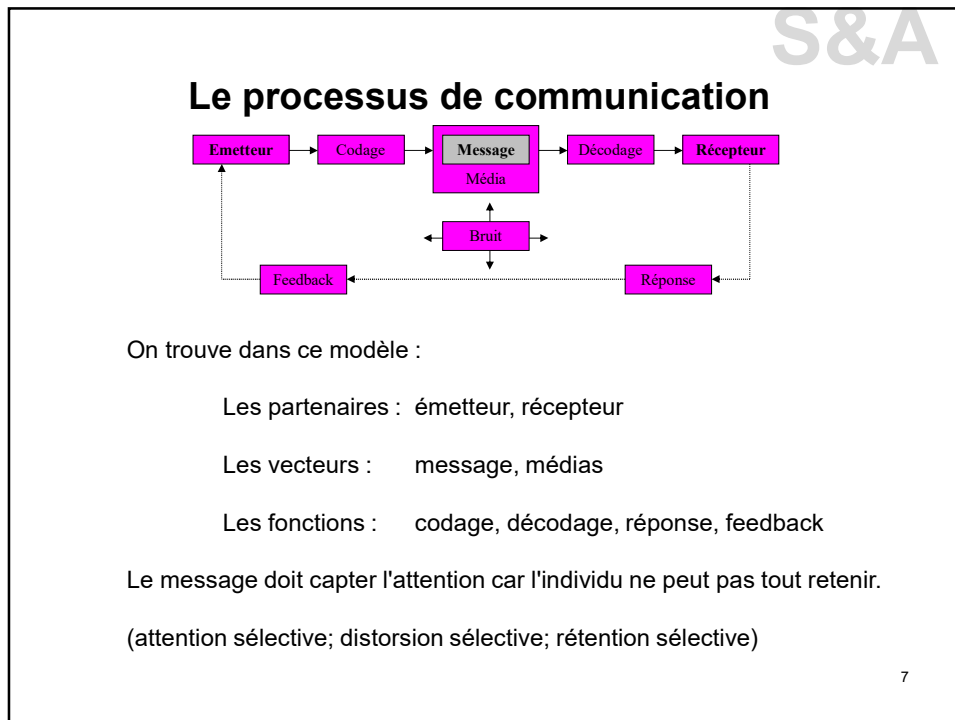 S&A
Le processus de communication
Emetteur Codage Message Décodage Récepteur
Média
Bruit
Feedback Réponse
On trouve dans ce modèle :
Les partenaires : émetteur, récepteur
Les vecteurs : message, médias
Les fonctions : codage, décodage, réponse, feedback
Le message doit capter l'attention car l'individu ne peut pas tout retenir.
(attention sélective; distorsion sélective; rétention sélective)
7